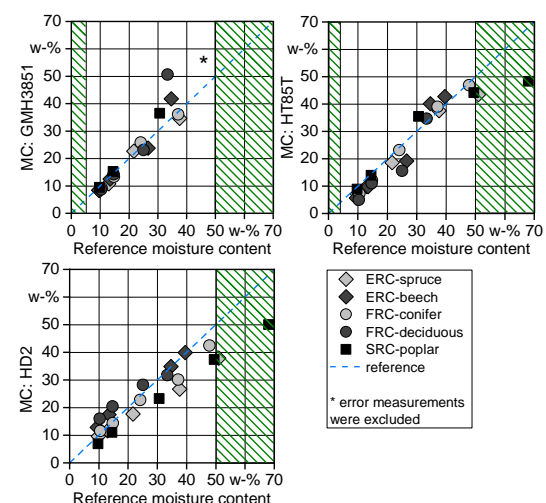 70
w-%
50
40
30
20
10
0
MC: GMH3851
*
0 10 20 30 40 50 w-% 70
Reference moisture content
70
w-%
50
40
30
20
10
0
MC: HT85T
0 10 20 30 40 50 w-% 70
Reference moisture content
70
w-%
50
40
30
20
10
0
MC: HD2
0 10 20 30 40 50 w-% 70
Reference moisture content
ERC-spruce
ERC-beech
FRC-conifer
FRC-deciduous
SRC-poplar
reference
* error measurements
were excluded